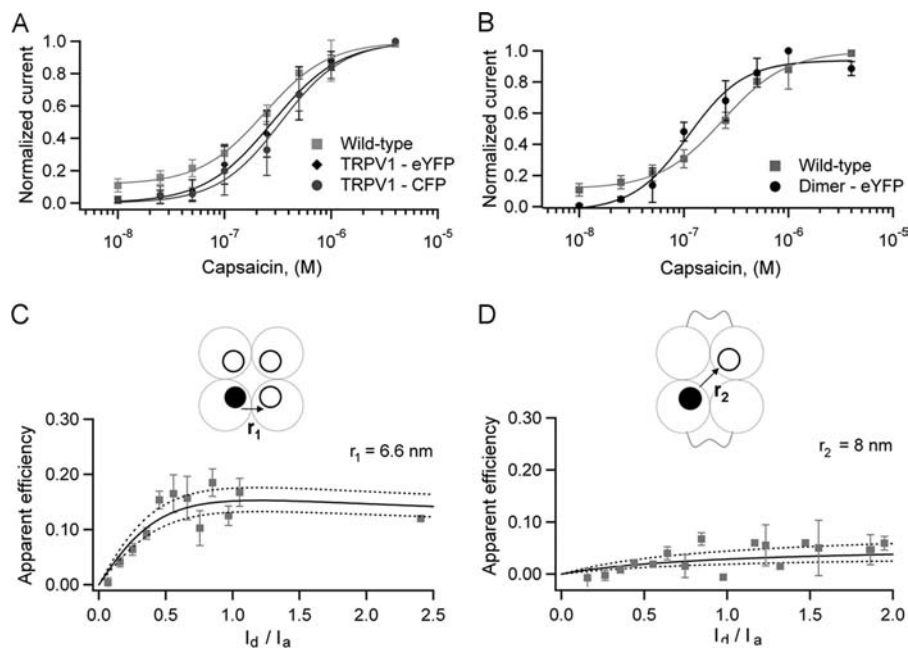 A
Normalized current
1.0
0.8
0.6
0.4
0.2
0.0
Wild-type
TRPV1 - eYFP
TRPV1 - CFP
10⁻⁸
10⁻⁷
10⁻⁶
10⁻⁵
Capsaicin, (M)
B
Normalized current
1.0
0.8
0.6
0.4
0.2
0.0
Wild-type
Dimer - eYFP
10⁻⁸
10⁻⁷
10⁻⁶
10⁻⁵
Capsaicin, (M)
C
r₁
r₁ = 6.6 nm
Apparent efficiency
0.30
0.20
0.10
0.00
0.0
0.5
1.0
1.5
2.0
2.5
I_d / I_a
D
r₂
r₂ = 8 nm
Apparent efficiency
0.30
0.20
0.10
0.00
0.0
0.5
1.0
1.5
2.0
I_d / I_a